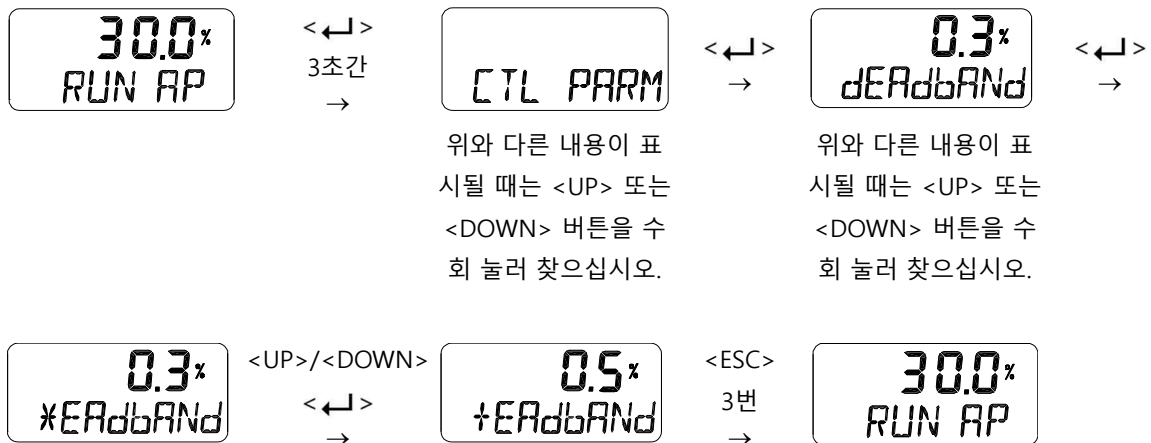 30.0%
RUN AP
<↵>
3초간
→
CTL PARM
<↵>
→
0.3%
dEAdbANd
<↵>
→
위와 다른 내용이 표
시될 때는 <UP> 또는
<DOWN> 버튼을 수
회 눌러 찾으십시오.
위와 다른 내용이 표
시될 때는 <UP> 또는
<DOWN> 버튼을 수
회 눌러 찾으십시오.
0.3%
*EAdbANd
<UP>/<DOWN>
<↵>
→
0.5%
+EAdbANd
<ESC>
3번
→
30.0%
RUN AP